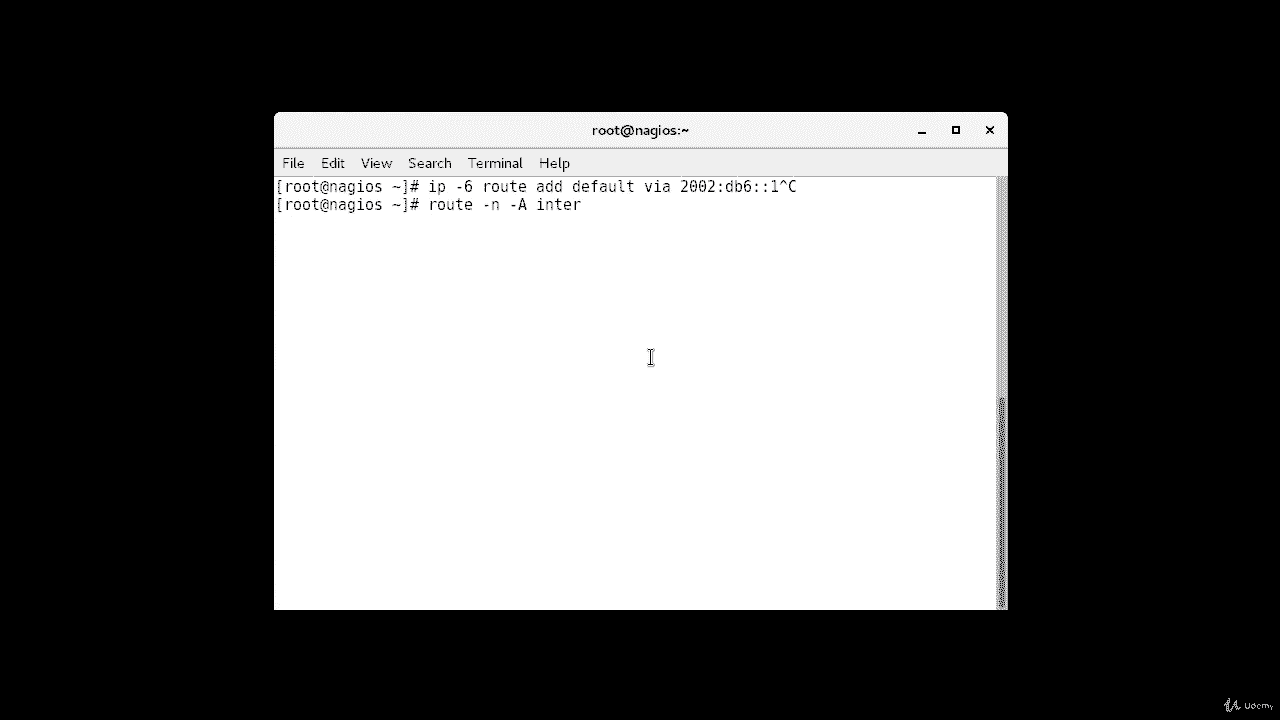 root@nagios:~
File Edit View Search Terminal Help
[root@nagios ~]# ip -6 route add default via 2002:db6::1^C
[root@nagios ~]# route -n -A inter
Udemy